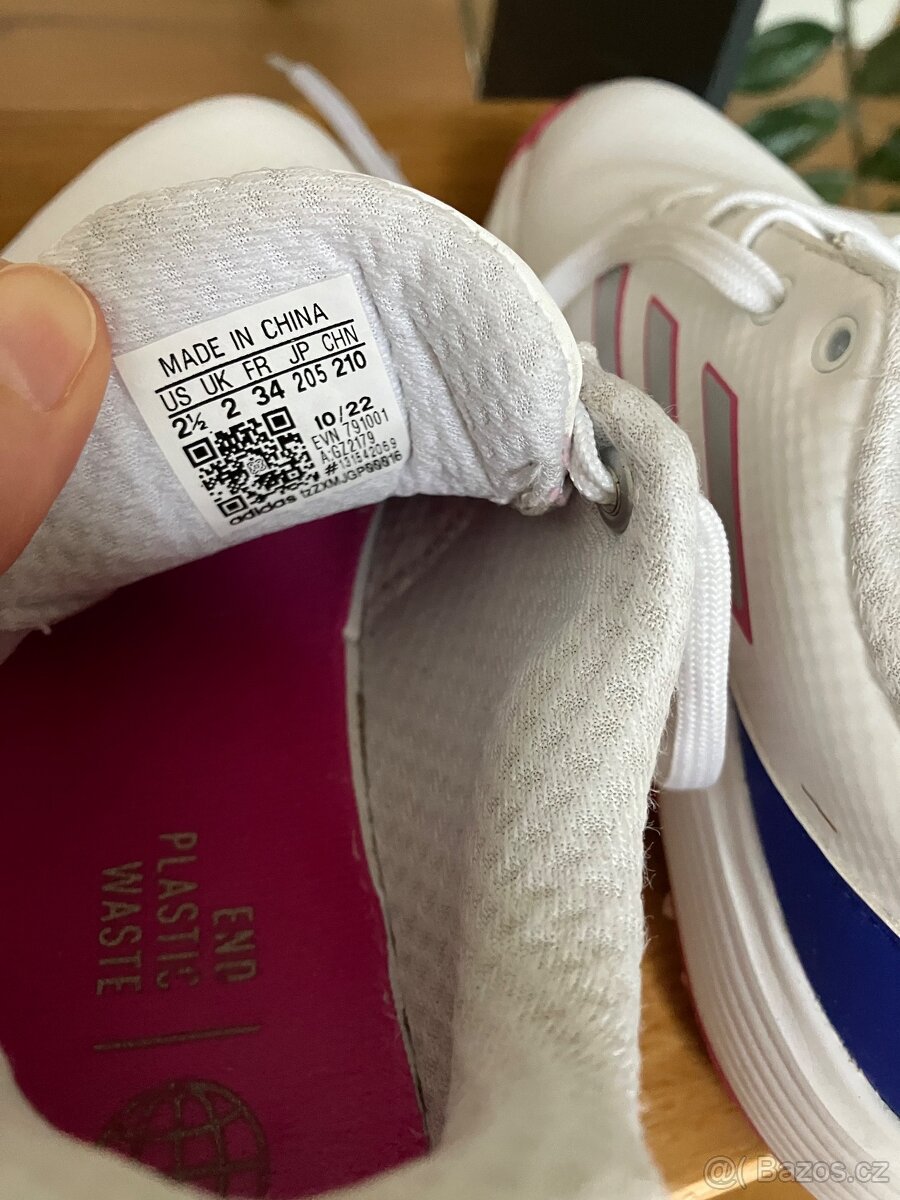 MADE IN CHINA
US UK FR JP CHN
2½ 2 34 205 210
10/22
EVN 791001
A:GZ2179
#131542069
adidas
END
PLASTIC
WASTE
@( Bazos.cz